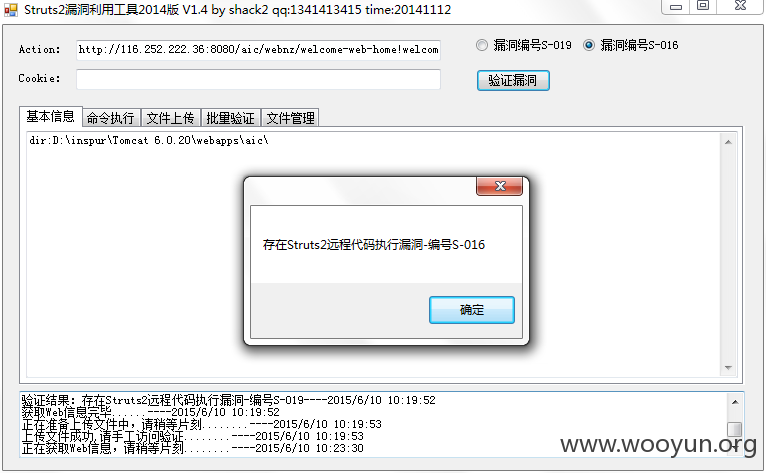 Struts2漏洞利用工具2014版 V1.4 by shack2 qq:1341413415 time:20141112
Action: http://116.252.222.36:8080/aic/webnz/welcome-web-home!welcom 漏洞编号S-019 漏洞编号S-016
Cookie: 验证漏洞
基本信息 命令执行 文件上传 批量验证 文件管理
dir:D:\inspur\Tomcat 6.0.20\webapps\aic\
存在Struts2远程代码执行漏洞-编号S-016
确定
验证结果：存在Struts2远程代码执行漏洞-编号S-019----2015/6/10 10:19:52
获取Web信息完毕......----2015/6/10 10:19:52
正在准备上传文件中，请稍等片刻........----2015/6/10 10:19:53
上传文件成功,请手工访问验证........----2015/6/10 10:19:53
正在获取Web信息，请稍等片刻........----2015/6/10 10:23:30
www.wooyun.org